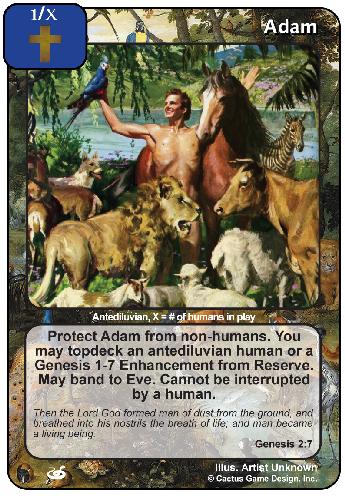 1/X
Adam
Antediluvian, X = # of humans in play
Protect Adam from non-humans. You
may topdeck an antediluvian human or a
Genesis 1-7 Enhancement from Reserve.
May band to Eve. Cannot be interrupted
by a human.
Then the Lord God formed man of dust from the ground, and
breathed into his nostrils the breath of life; and man became
a living being.
Genesis 2:7
Illus. Artist Unknown
© Cactus Game Design, Inc.